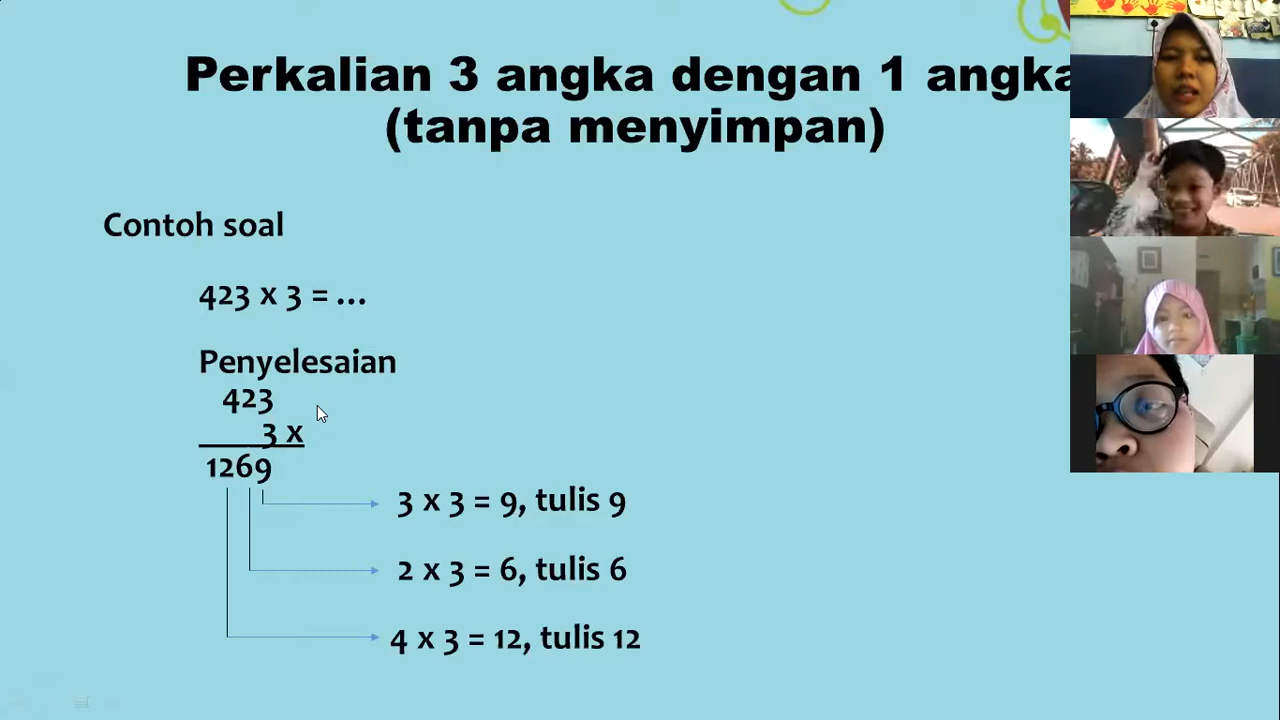 Perkalian 3 angka dengan 1 angka
(tanpa menyimpan)
Contoh soal
423 x 3 = ...
Penyelesaian
423
3 x
1269
3 x 3 = 9, tulis 9
2 x 3 = 6, tulis 6
4 x 3 = 12, tulis 12